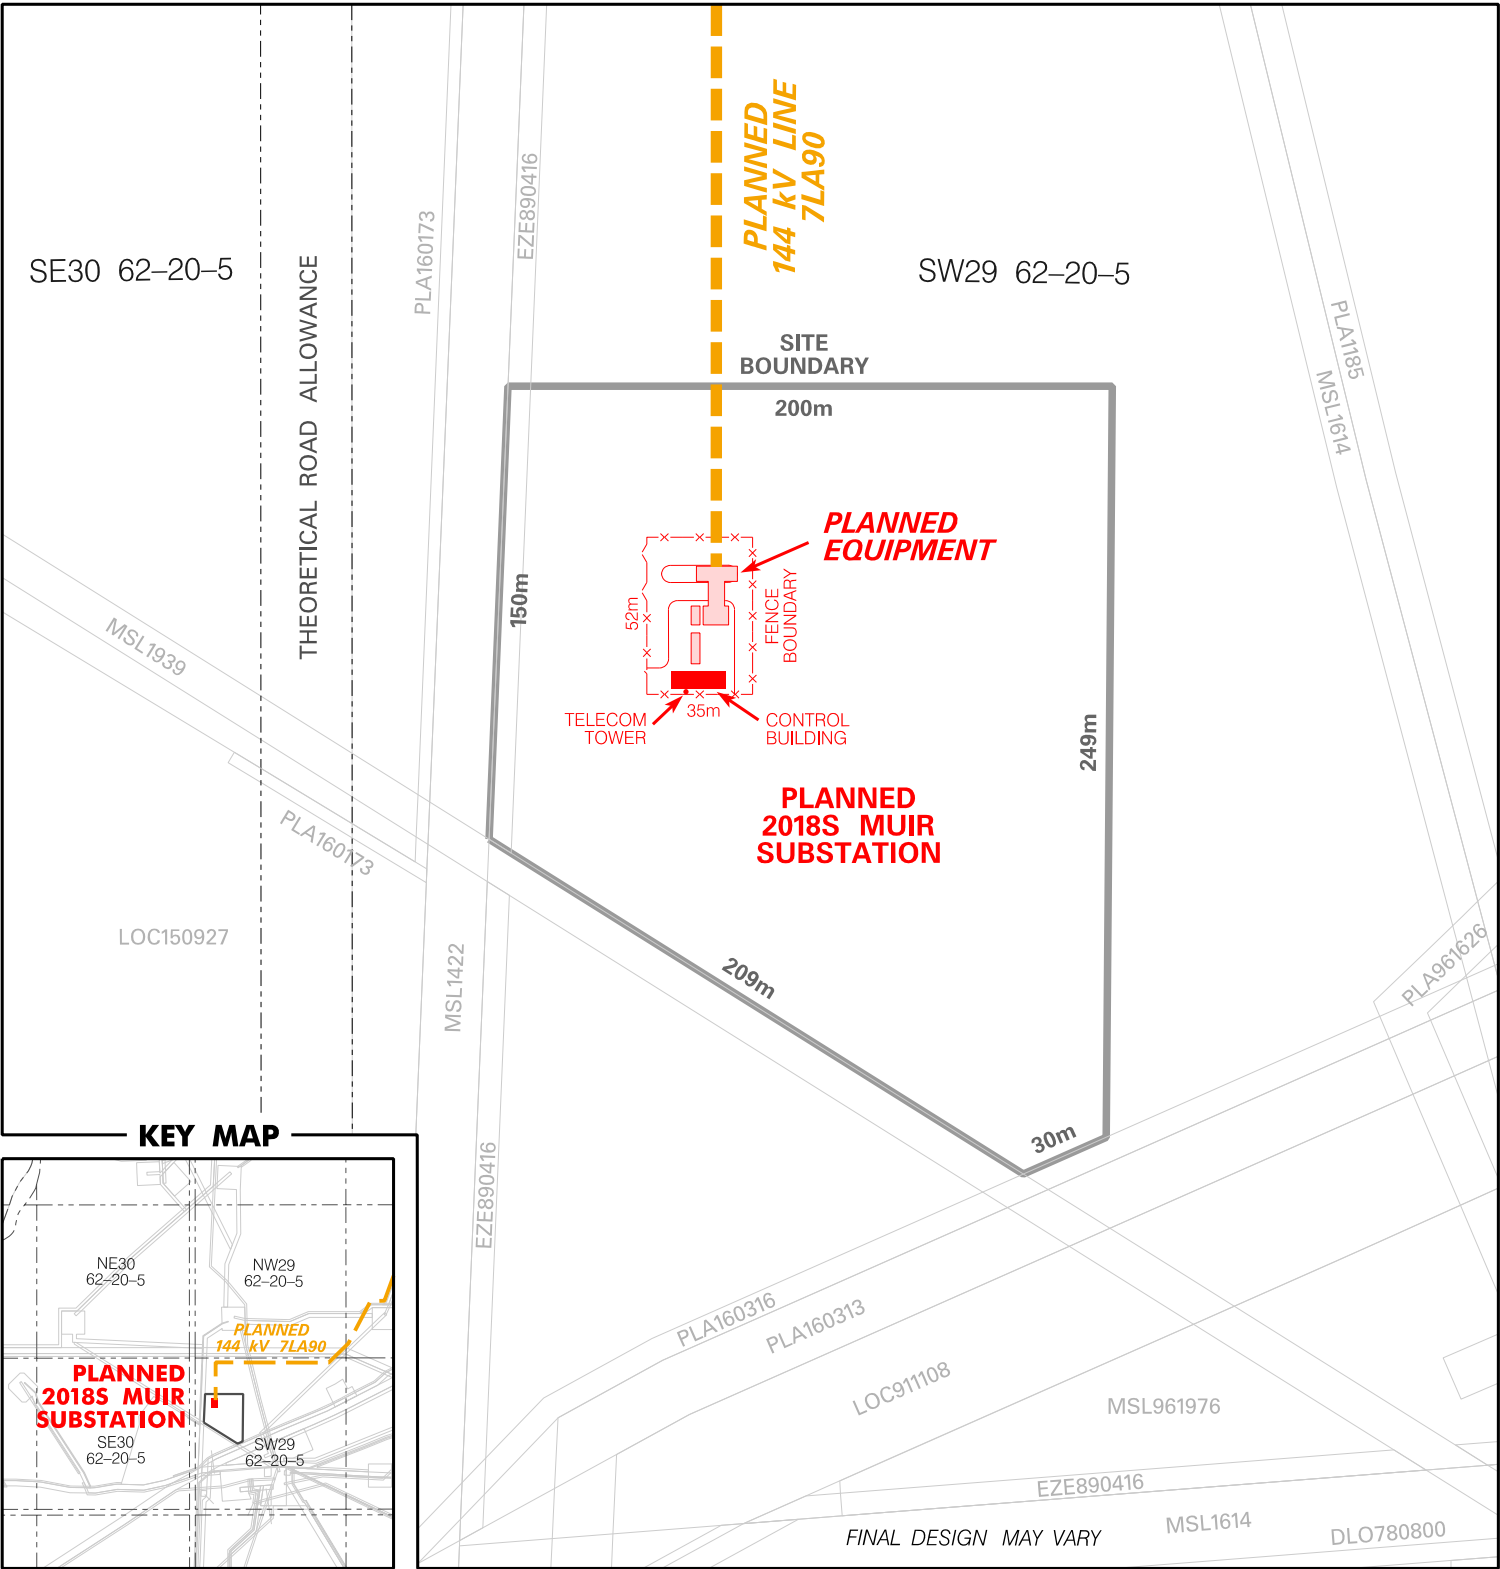 PLANNED
144 kV LINE
7LA90
SE30 62–20–5
THEORETICAL ROAD ALLOWANCE
PLA160173
EZE890416
SW29 62–20–5
PLA1185
MSL1614
SITE
BOUNDARY
200m
150m
249m
209m
30m
PLANNED
EQUIPMENT
52m
FENCE
BOUNDARY
35m
TELECOM
TOWER
CONTROL
BUILDING
PLANNED
2018S MUIR
SUBSTATION
MSL1939
PLA160173
LOC150927
MSL1422
EZE890416
PLA961626
PLA160316
PLA160313
LOC911108
MSL961976
EZE890416
MSL1614
DLO780800
FINAL DESIGN MAY VARY
KEY MAP
NE30
62–20–5
NW29
62–20–5
PLANNED
144 kV 7LA90
PLANNED
2018S MUIR
SUBSTATION
SE30
62–20–5
SW29
62–20–5